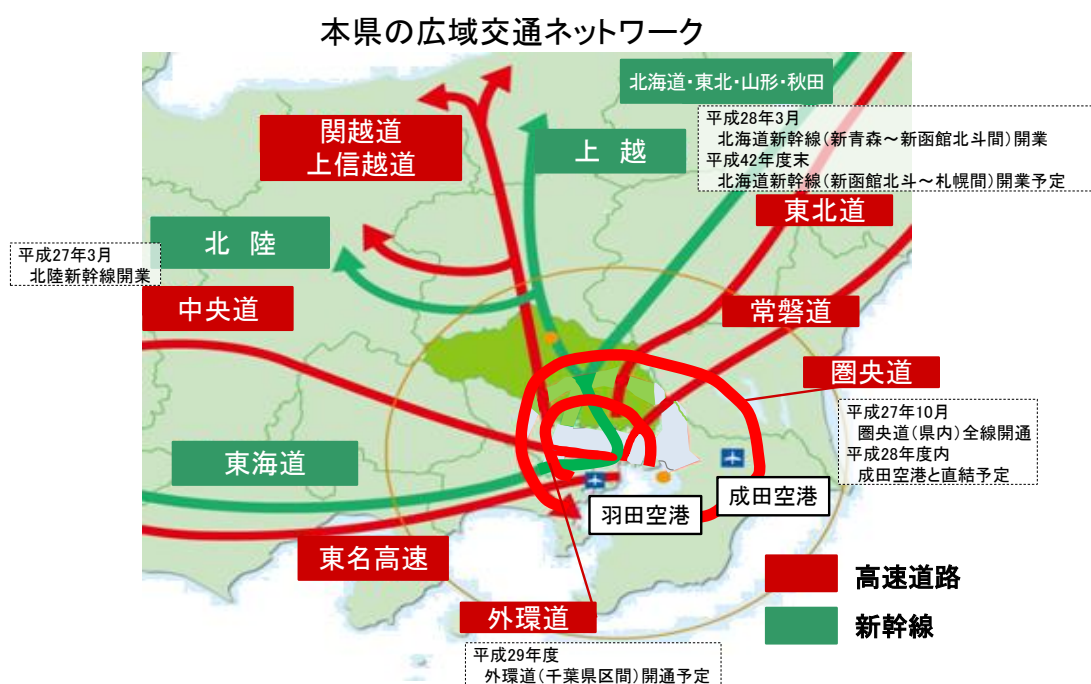 本県の広域交通ネットワーク
北海道・東北・山形・秋田
平成28年3月
北海道新幹線(新青森～新函館北斗間)開業
平成42年度末
北海道新幹線(新函館北斗～札幌間)開業予定
関越道
上信越道
上 越
東北道
北 陸
平成27年3月
北陸新幹線開業
中央道
常磐道
圏央道
平成27年10月
圏央道(県内)全線開通
平成28年度内
成田空港と直結予定
東海道
成田空港
羽田空港
東名高速
高速道路
外環道
新幹線
平成29年度
外環道(千葉県区間)開通予定